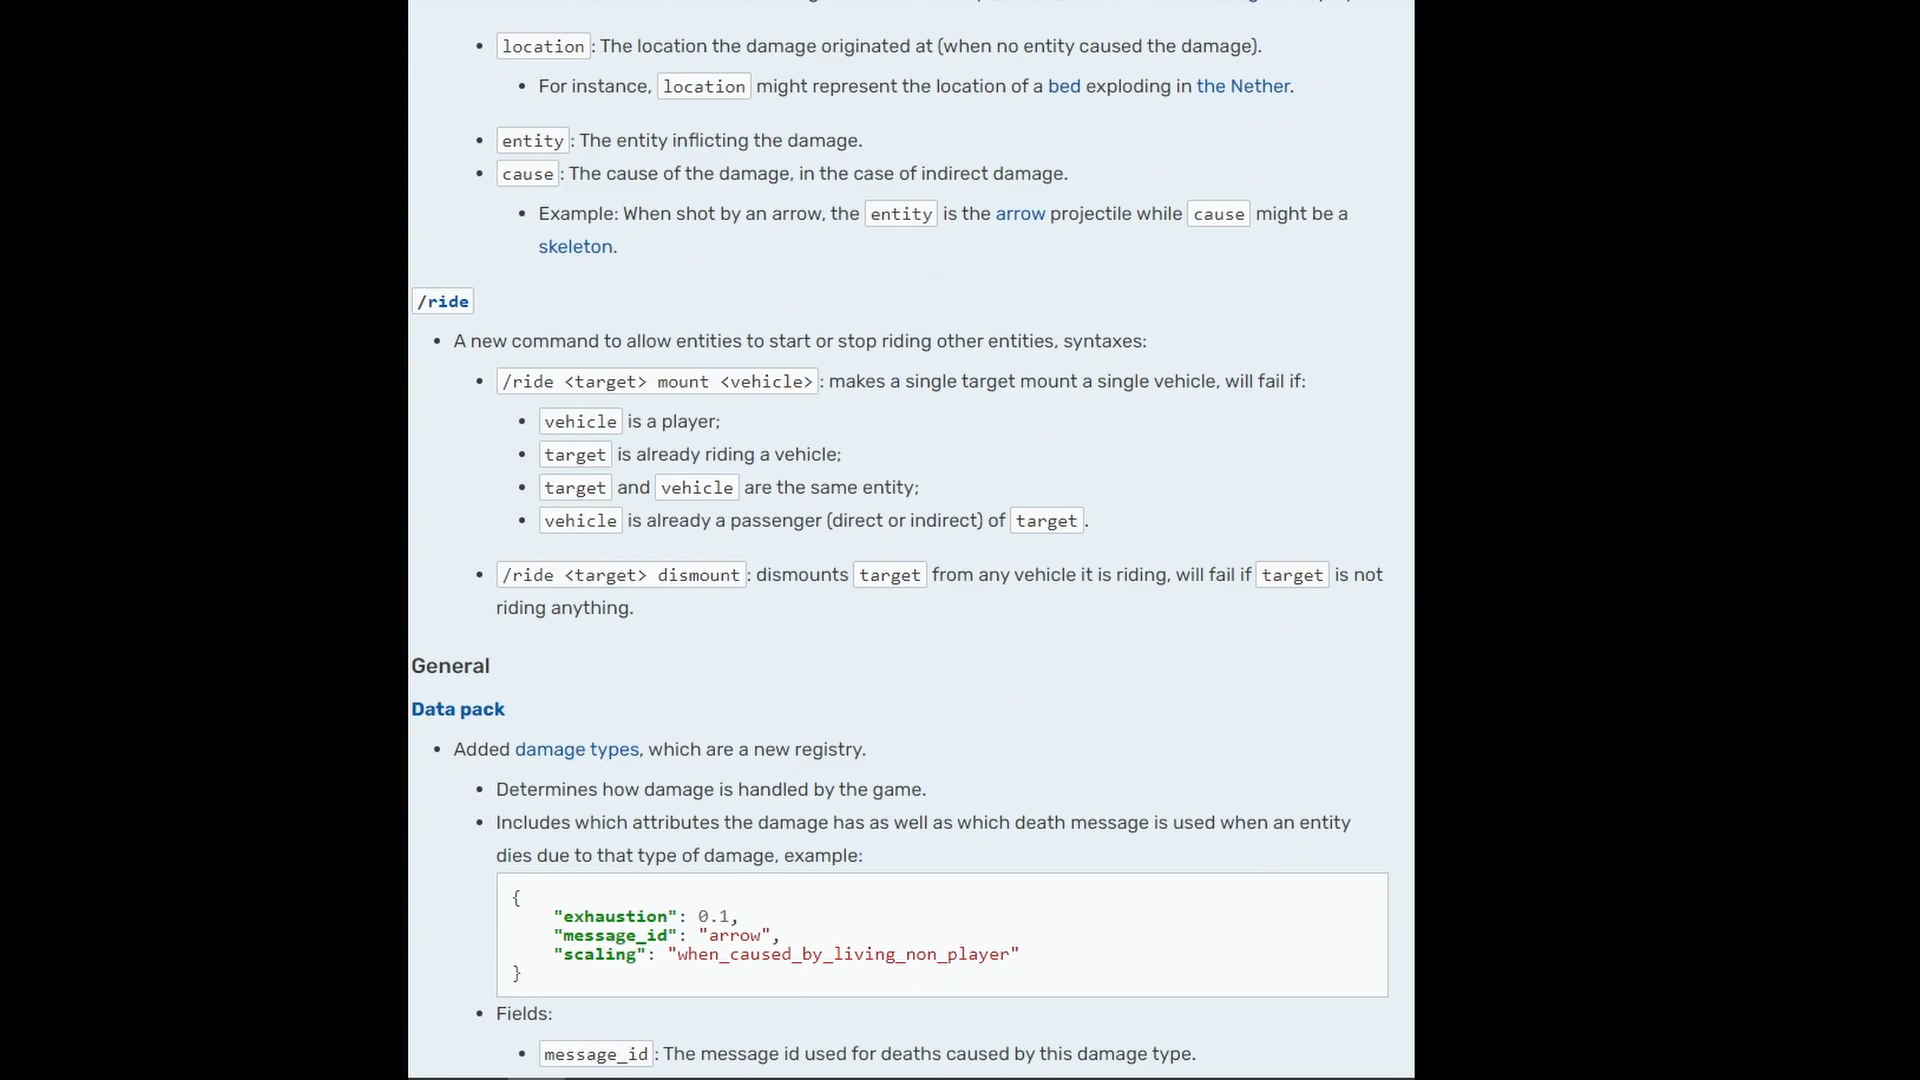 location: The location the damage originated at (when no entity caused the damage).
For instance, location might represent the location of a bed exploding in the Nether.
entity: The entity inflicting the damage.
cause: The cause of the damage, in the case of indirect damage.
Example: When shot by an arrow, the entity is the arrow projectile while cause might be a
skeleton.
/ride
A new command to allow entities to start or stop riding other entities, syntaxes:
/ride <target> mount <vehicle>: makes a single target mount a single vehicle, will fail if:
vehicle is a player;
target is already riding a vehicle;
target and vehicle are the same entity;
vehicle is already a passenger (direct or indirect) of target.
/ride <target> dismount: dismounts target from any vehicle it is riding, will fail if target is not
riding anything.
General
Data pack
Added damage types, which are a new registry.
Determines how damage is handled by the game.
Includes which attributes the damage has as well as which death message is used when an entity
dies due to that type of damage, example:
{
"exhaustion": 0.1,
"message_id": "arrow",
"scaling": "when_caused_by_living_non_player"
}
Fields:
message_id: The message id used for deaths caused by this damage type.